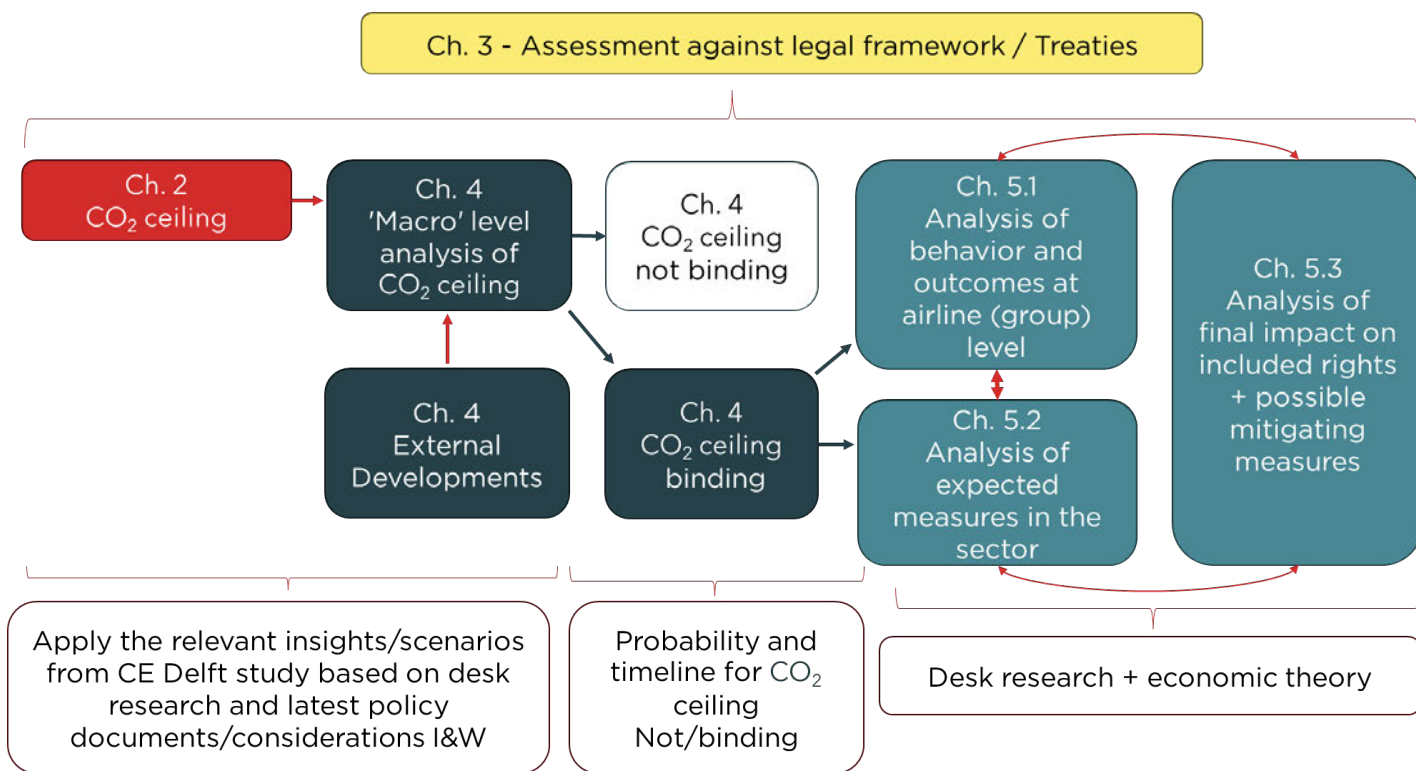 Ch. 3 - Assessment against legal framework / Treaties
Ch. 2
CO₂ ceiling
Ch. 4
'Macro' level
analysis of
CO₂ ceiling
Ch. 4
CO₂ ceiling
not binding
Ch. 5.1
Analysis of
behavior and
outcomes at
airline (group)
level
Ch. 5.3
Analysis of
final impact on
included rights
+ possible
mitigating
measures
Ch. 4
External
Developments
Ch. 4
CO₂ ceiling
binding
Ch. 5.2
Analysis of
expected
measures in the
sector
Apply the relevant insights/scenarios
from CE Delft study based on desk
research and latest policy
documents/considerations I&W
Probability and
timeline for CO₂
ceiling
Not/binding
Desk research + economic theory